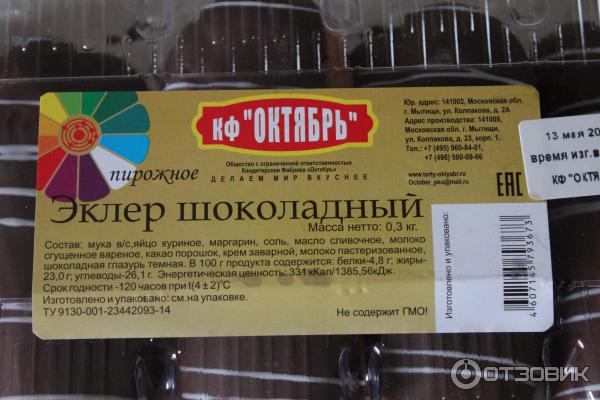 КФ "ОКТЯБРЬ"
Общество с ограниченной ответственностью
Кондитерская Фабрика «Октябрь»
ДЕЛАЕМ МИР ВКУСНЕЕ
Юр. адрес: 141002, Московская обл.
г. Мытищи, ул. Колпакова, д. 2А
Адрес производства: 141008,
Московская обл. г. Мытищи,
ул. Колпакова, д. 23, корп. 1.
Тел.: +7 (495) 960-84-01,
+7 (498) 500-09-66
www.torty-oktyabr.ru
October_pku@mail.ru
EAC
13 мая 20
время изг.в
КФ "ОКТЯ
пирожное
Эклер шоколадный
Масса нетто: 0,3 кг.
Состав: мука в/с,яйцо куриное, маргарин, соль, масло сливочное, молоко
сгущенное вареное, какао порошок, крем заварной, молоко пастеризованное,
шоколадная глазурь темная. В 100 г продукта содержится: белки-4,8 г; жиры-
23,0 г; углеводы-26,1 г. Энергетическая ценность: 331 кКал/1385,56кДж.
Срок годности -120 часов при t(4±2)°С
Изготовлено и упаковано: см.на упаковке.
ТУ 9130-001-23442093-14
Не содержит ГМО!
Изготовлено и упаковано:
4 607145 793673
ОТЗОВИК